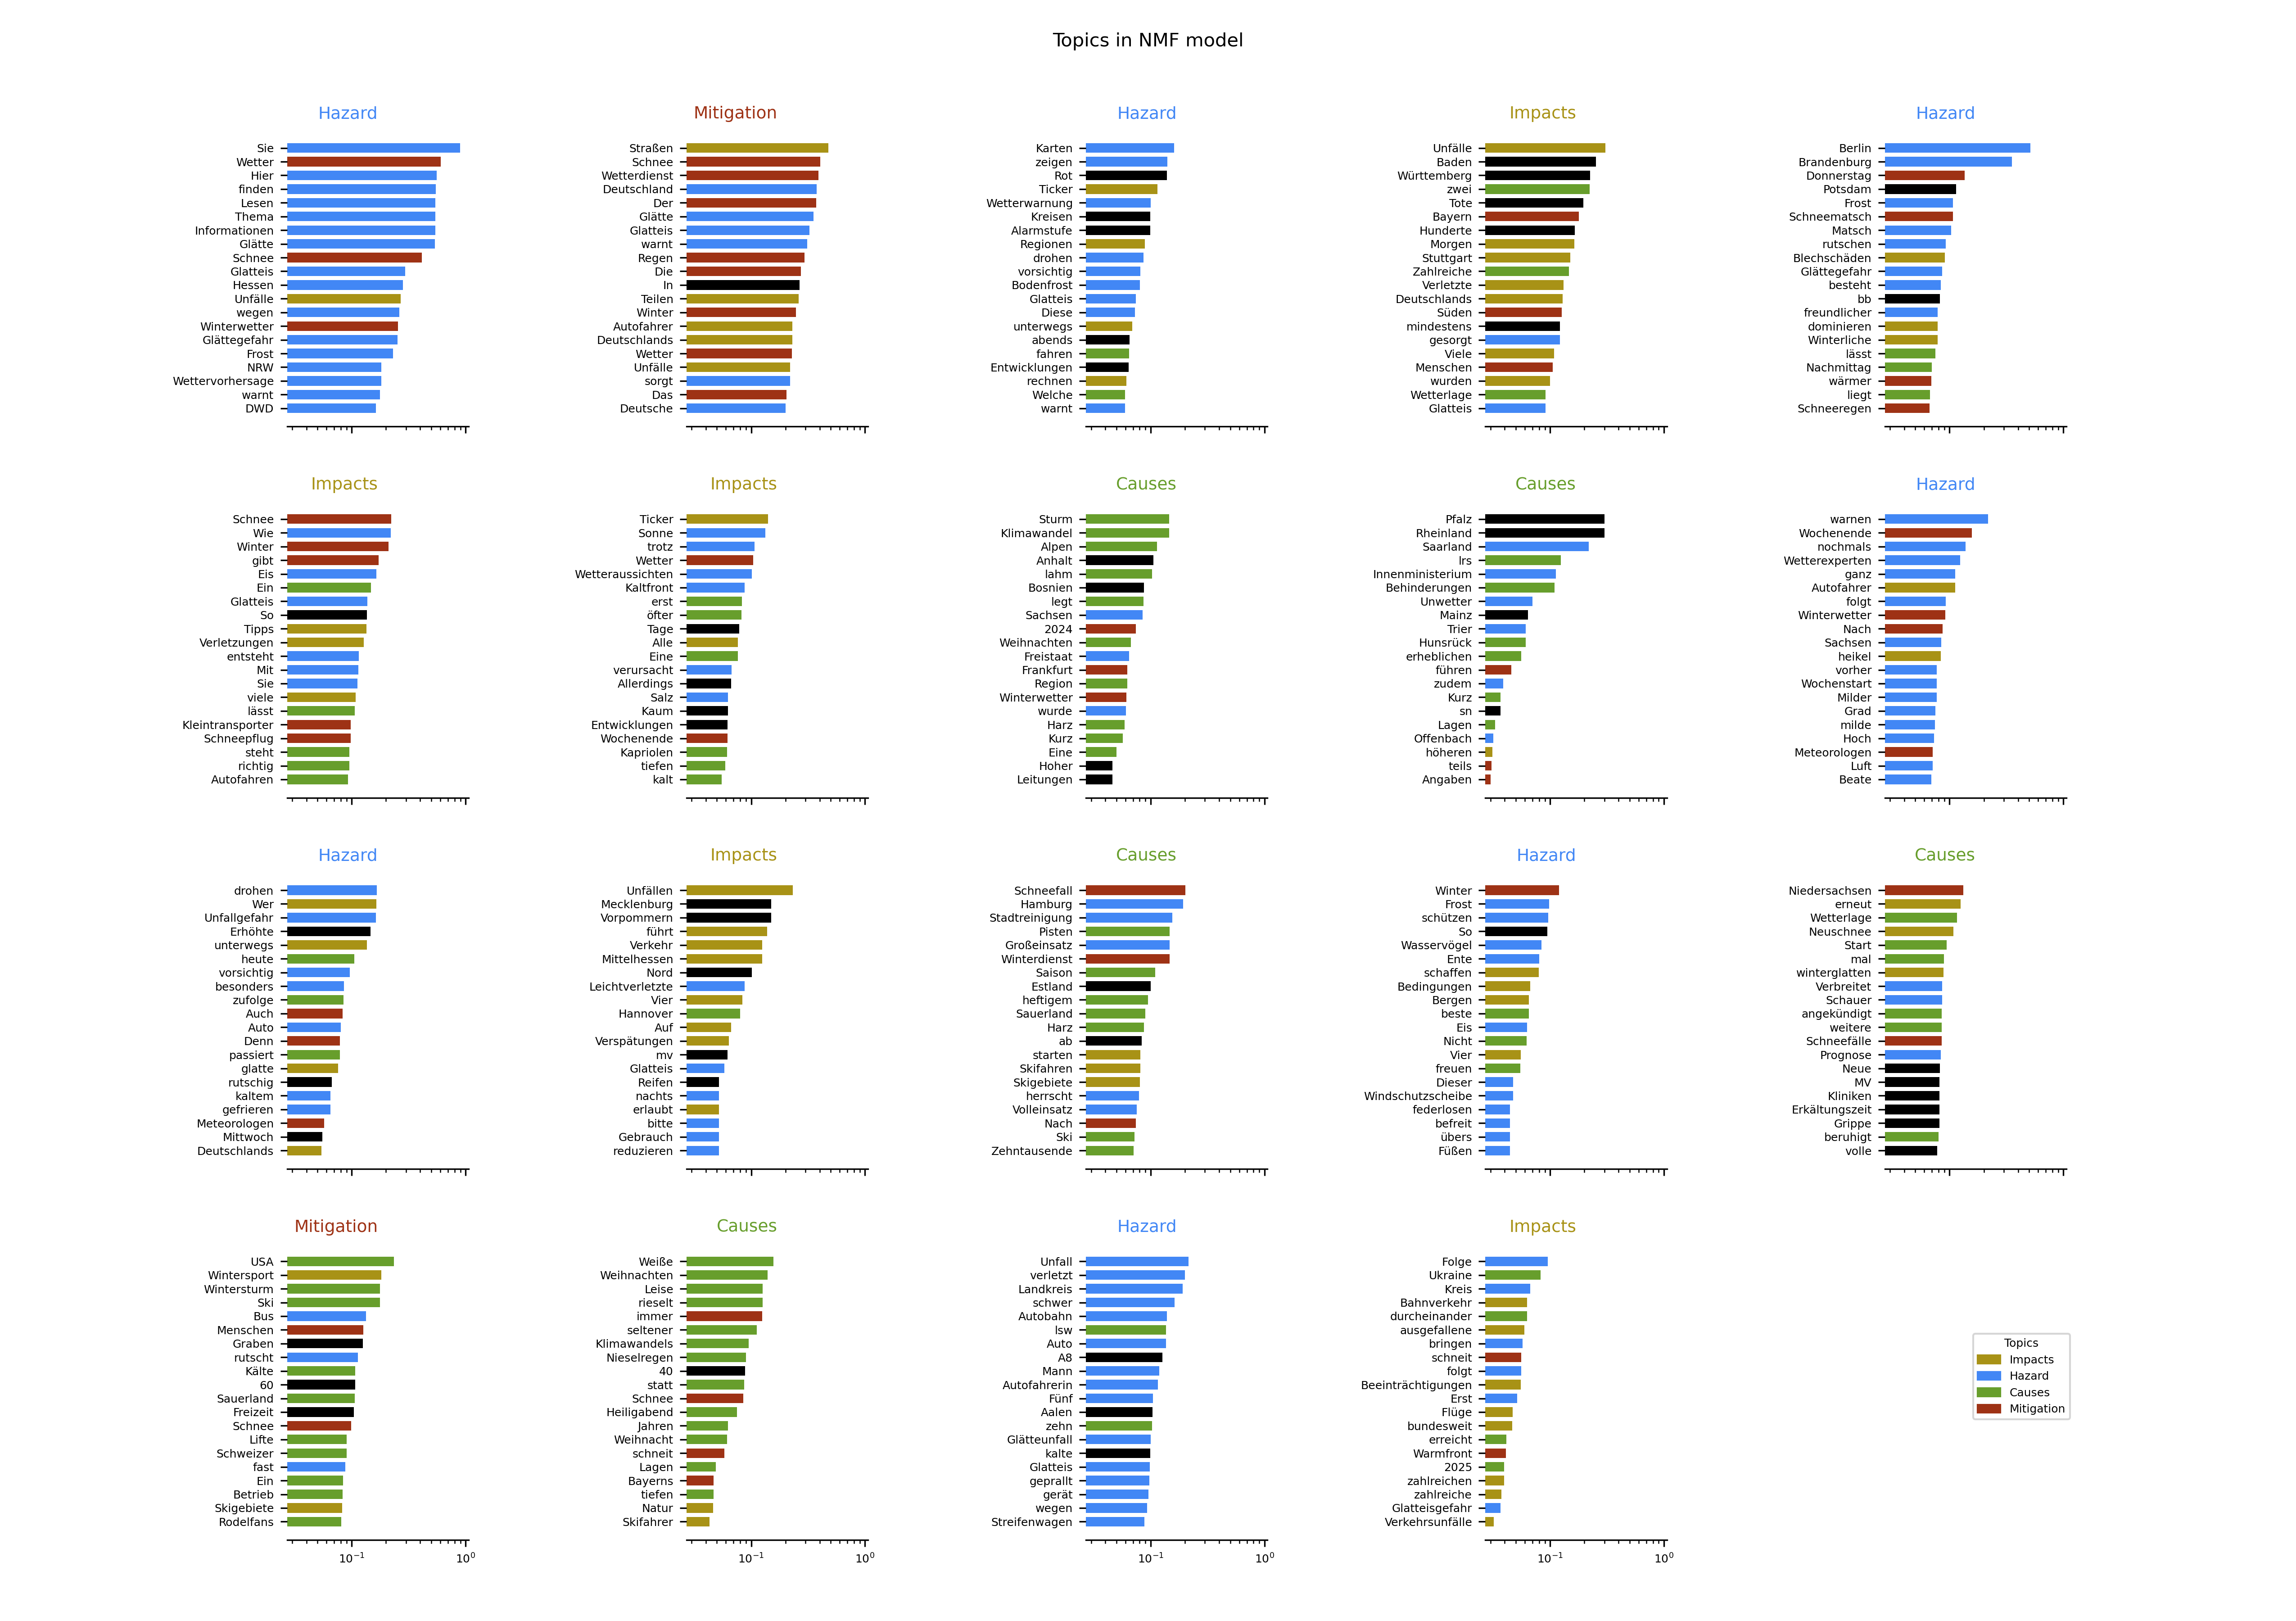 Topics in NMF model
Hazard
Sie
Wetter
Hier
finden
Lesen
Thema
Informationen
Glätte
Schnee
Glatteis
Hessen
Unfälle
wegen
Winterwetter
Glättegefahr
Frost
NRW
Wettervorhersage
warnt
DWD
Mitigation
Straßen
Schnee
Wetterdienst
Deutschland
Der
Glätte
Glatteis
warnt
Regen
Die
In
Teilen
Winter
Autofahrer
Deutschlands
Wetter
Unfälle
sorgt
Das
Deutsche
Hazard
Karten
zeigen
Rot
Ticker
Wetterwarnung
Kreisen
Alarmstufe
Regionen
drohen
vorsichtig
Bodenfrost
Glatteis
Diese
unterwegs
abends
fahren
Entwicklungen
rechnen
Welche
warnt
Impacts
Unfälle
Baden
Württemberg
zwei
Tote
Bayern
Hunderte
Morgen
Stuttgart
Zahlreiche
Verletzte
Deutschlands
Süden
mindestens
gesorgt
Viele
Menschen
wurden
Wetterlage
Glatteis
Hazard
Berlin
Brandenburg
Donnerstag
Potsdam
Frost
Schneematsch
Matsch
rutschen
Blechschäden
Glättegefahr
besteht
bb
freundlicher
dominieren
Winterliche
lässt
Nachmittag
wärmer
liegt
Schneeregen
Impacts
Schnee
Wie
Winter
gibt
Eis
Ein
Glatteis
So
Tipps
Verletzungen
entsteht
Mit
Sie
viele
lässt
Kleintransporter
Schneepflug
steht
richtig
Autofahren
Impacts
Ticker
Sonne
trotz
Wetter
Wetteraussichten
Kaltfront
erst
öfter
Tage
Alle
Eine
verursacht
Allerdings
Salz
Kaum
Entwicklungen
Wochenende
Kapriolen
tiefen
kalt
Causes
Sturm
Klimawandel
Alpen
Anhalt
lahm
Bosnien
legt
Sachsen
2024
Weihnachten
Freistaat
Frankfurt
Region
Winterwetter
wurde
Harz
Kurz
Eine
Hoher
Leitungen
Causes
Pfalz
Rheinland
Saarland
lrs
Innenministerium
Behinderungen
Unwetter
Mainz
Trier
Hunsrück
erheblichen
führen
zudem
Kurz
sn
Lagen
Offenbach
höheren
teils
Angaben
Hazard
warnen
Wochenende
nochmals
Wetterexperten
ganz
Autofahrer
folgt
Winterwetter
Nach
Sachsen
heikel
vorher
Wochenstart
Milder
Grad
milde
Hoch
Meteorologen
Luft
Beate
Hazard
drohen
Wer
Unfallgefahr
Erhöhte
unterwegs
heute
vorsichtig
besonders
zufolge
Auch
Auto
Denn
passiert
glatte
rutschig
kaltem
gefrieren
Meteorologen
Mittwoch
Deutschlands
Impacts
Unfällen
Mecklenburg
Vorpommern
führt
Verkehr
Mittelhessen
Nord
Leichtverletzte
Vier
Hannover
Auf
Verspätungen
mv
Glatteis
Reifen
nachts
erlaubt
bitte
Gebrauch
reduzieren
Causes
Schneefall
Hamburg
Stadtreinigung
Pisten
Großeinsatz
Winterdienst
Saison
Estland
heftigem
Sauerland
Harz
ab
starten
Skifahren
Skigebiete
herrscht
Volleinsatz
Nach
Ski
Zehntausende
Hazard
Winter
Frost
schützen
So
Wasservögel
Ente
schaffen
Bedingungen
Bergen
beste
Eis
Nicht
Vier
freuen
Dieser
Windschutzscheibe
federlosen
befreit
übers
Füßen
Causes
Niedersachsen
erneut
Wetterlage
Neuschnee
Start
mal
winterglatten
Verbreitet
Schauer
angekündigt
weitere
Schneefälle
Prognose
Neue
MV
Kliniken
Erkältungszeit
Grippe
beruhigt
volle
Mitigation
USA
Wintersport
Wintersturm
Ski
Bus
Menschen
Graben
rutscht
Kälte
60
Sauerland
Freizeit
Schnee
Lifte
Schweizer
fast
Ein
Betrieb
Skigebiete
Rodelfans
10⁻¹ 10⁰
Causes
Weiße
Weihnachten
Leise
rieselt
immer
seltener
Klimawandels
Nieselregen
40
statt
Schnee
Heiligabend
Jahren
Weihnacht
schneit
Lagen
Bayerns
tiefen
Natur
Skifahrer
10⁻¹ 10⁰
Hazard
Unfall
verletzt
Landkreis
schwer
Autobahn
lsw
Auto
A8
Mann
Autofahrerin
Fünf
Aalen
zehn
Glätteunfall
kalte
Glatteis
geprallt
gerät
wegen
Streifenwagen
10⁻¹ 10⁰
Impacts
Folge
Ukraine
Kreis
Bahnverkehr
durcheinander
ausgefallene
bringen
schneit
folgt
Beeinträchtigungen
Erst
Flüge
bundesweit
erreicht
Warmfront
2025
zahlreichen
zahlreiche
Glatteisgefahr
Verkehrsunfälle
10⁻¹ 10⁰
Topics
Impacts
Hazard
Causes
Mitigation